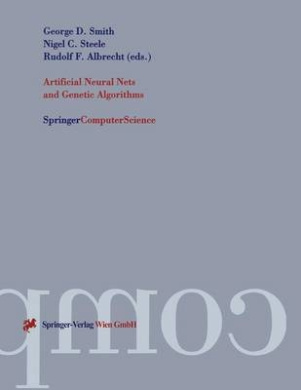 George D. Smith
Nigel C. Steele
Rudolf F. Albrecht (eds.)
Artificial Neural Nets
and Genetic Algorithms
SpringerComputerScience
comp
Springer-Verlag Wien GmbH